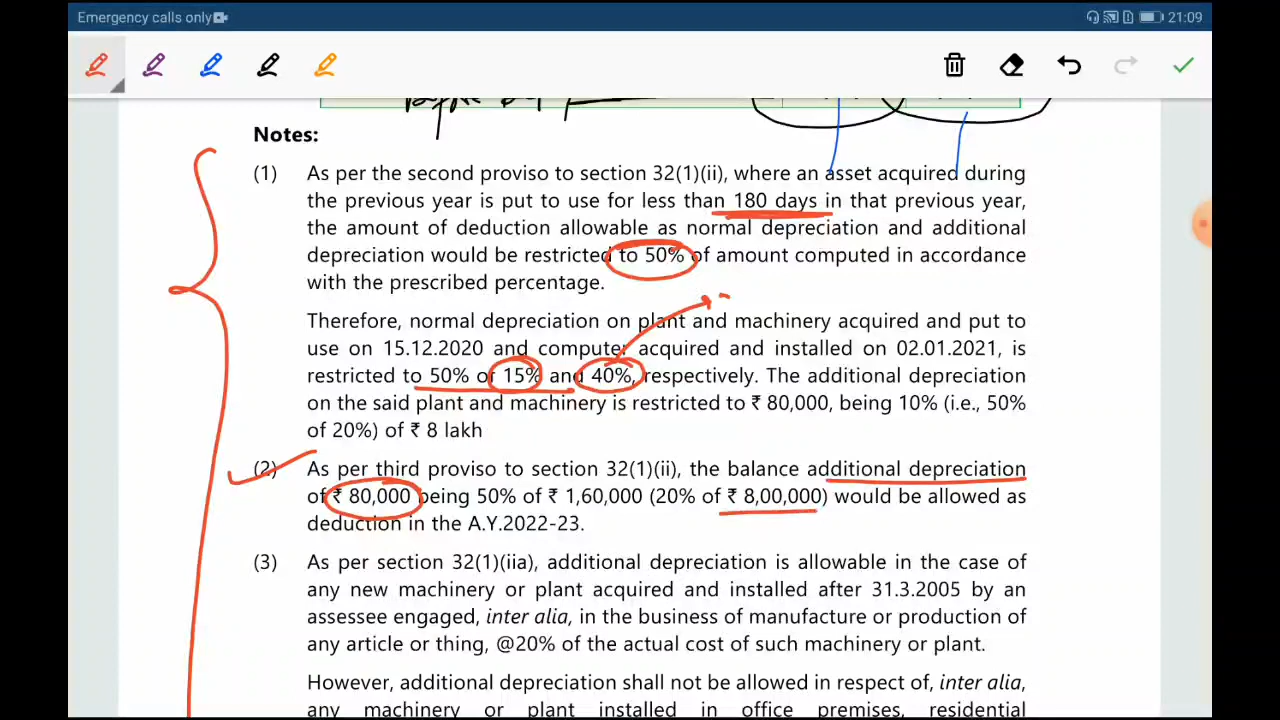 Emergency calls only
21:09
Notes:
(1) As per the second proviso to section 32(1)(ii), where an asset acquired during
the previous year is put to use for less than 180 days in that previous year,
the amount of deduction allowable as normal depreciation and additional
depreciation would be restricted to 50% of amount computed in accordance
with the prescribed percentage.
Therefore, normal depreciation on plant and machinery acquired and put to
use on 15.12.2020 and computer acquired and installed on 02.01.2021, is
restricted to 50% of 15% and 40%, respectively. The additional depreciation
on the said plant and machinery is restricted to ₹ 80,000, being 10% (i.e., 50%
of 20%) of ₹ 8 lakh
(2) As per third proviso to section 32(1)(ii), the balance additional depreciation
of ₹ 80,000 being 50% of ₹ 1,60,000 (20% of ₹ 8,00,000) would be allowed as
deduction in the A.Y.2022-23.
(3) As per section 32(1)(iia), additional depreciation is allowable in the case of
any new machinery or plant acquired and installed after 31.3.2005 by an
assessee engaged, inter alia, in the business of manufacture or production of
any article or thing, @20% of the actual cost of such machinery or plant.
However, additional depreciation shall not be allowed in respect of, inter alia,
any machinery or plant installed in office premises, residential